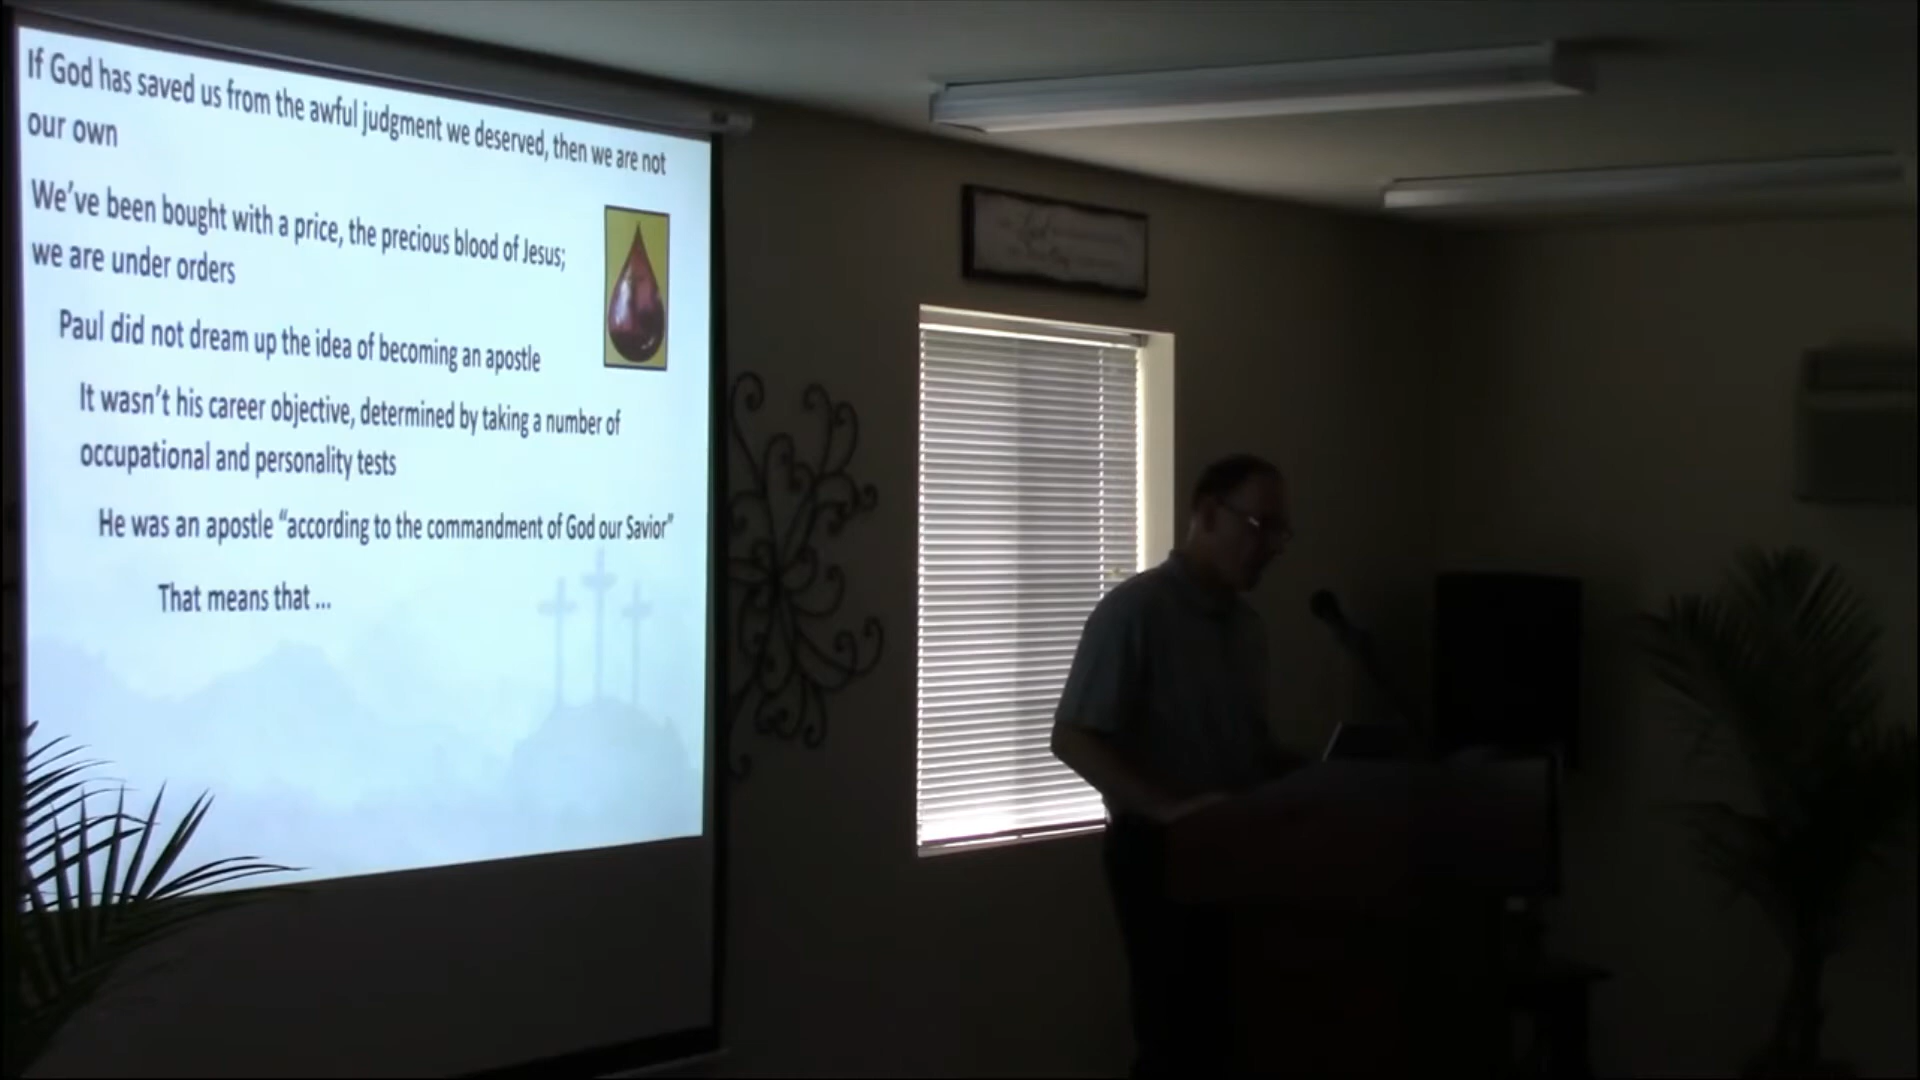 If God has saved us from the awful judgment we deserved, then we are not
our own
We've been bought with a price, the precious blood of Jesus;
we are under orders
Paul did not dream up the idea of becoming an apostle
It wasn't his career objective, determined by taking a number of
occupational and personality tests
He was an apostle “according to the commandment of God our Savior”
That means that ...
Lord